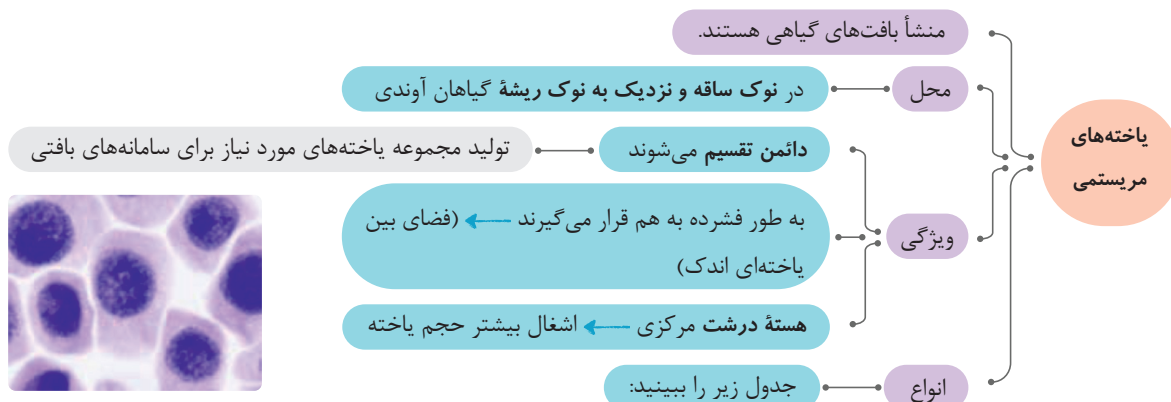 منشأ بافت‌های گیاهی هستند.
یاخته‌های
مریستمی
محل
در نوک ساقه و نزدیک به نوک ریشۀ گیاهان آوندی
ویژگی
دائمن تقسیم می‌شوند
تولید مجموعه یاخته‌های مورد نیاز برای سامانه‌های بافتی
به طور فشرده به هم قرار می‌گیرند ← (فضای بین
یاخته‌ای اندک)
هستۀ درشت مرکزی ← اشغال بیشتر حجم یاخته
انواع
جدول زیر را ببینید: